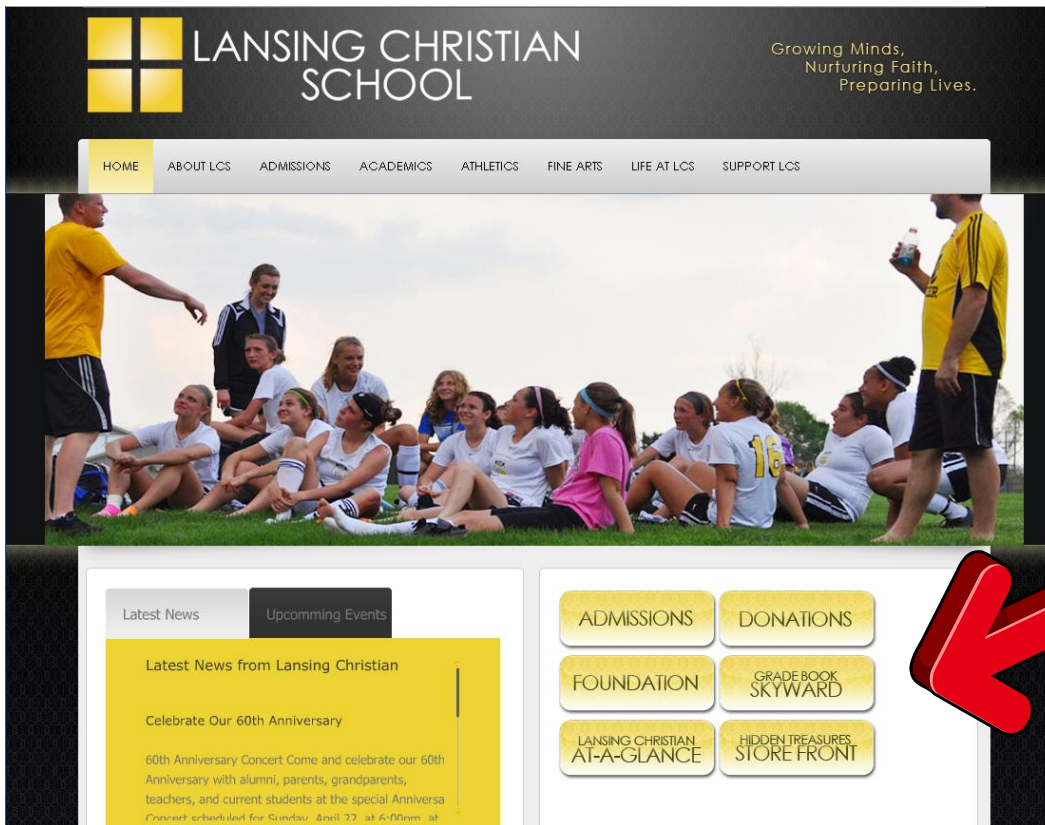 LANSING CHRISTIAN
SCHOOL
Growing Minds,
Nurturing Faith,
Preparing Lives.
HOME ABOUT LCS ADMISSIONS ACADEMICS ATHLETICS FINE ARTS LIFE AT LCS SUPPORT LCS
16
Latest News Upcomming Events
Latest News from Lansing Christian
Celebrate Our 60th Anniversary
60th Anniversary Concert Come and celebrate our 60th
Anniversary with alumni, parents, grandparents,
teachers, and current students at the special Anniversa
Concert scheduled for Sunday, April 22, at 6:00pm, at
ADMISSIONS
DONATIONS
FOUNDATION
GRADE BOOK
SKYWARD
LANSING CHRISTIAN
AT-A-GLANCE
HIDDEN TREASURES
STORE FRONT